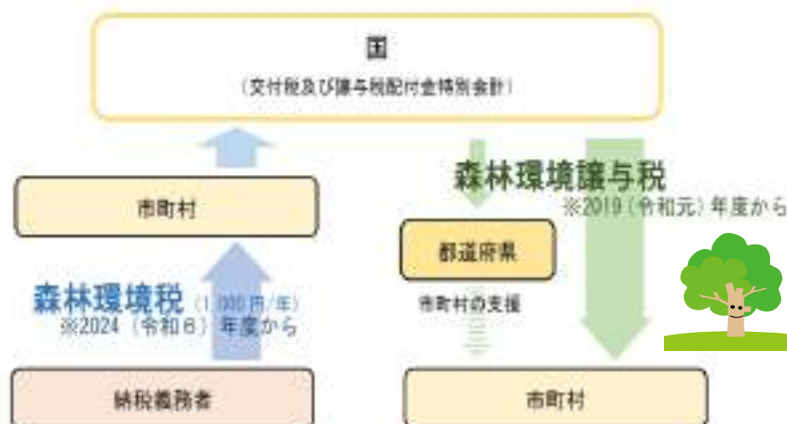 国
(交付税及び譲与税配付金特別会計)
市町村
森林環境税 (1,000円/年)
※2024 (令和6) 年度から
納税義務者
森林環境譲与税
※2019 (令和元) 年度から
都道府県
市町村の支援
市町村